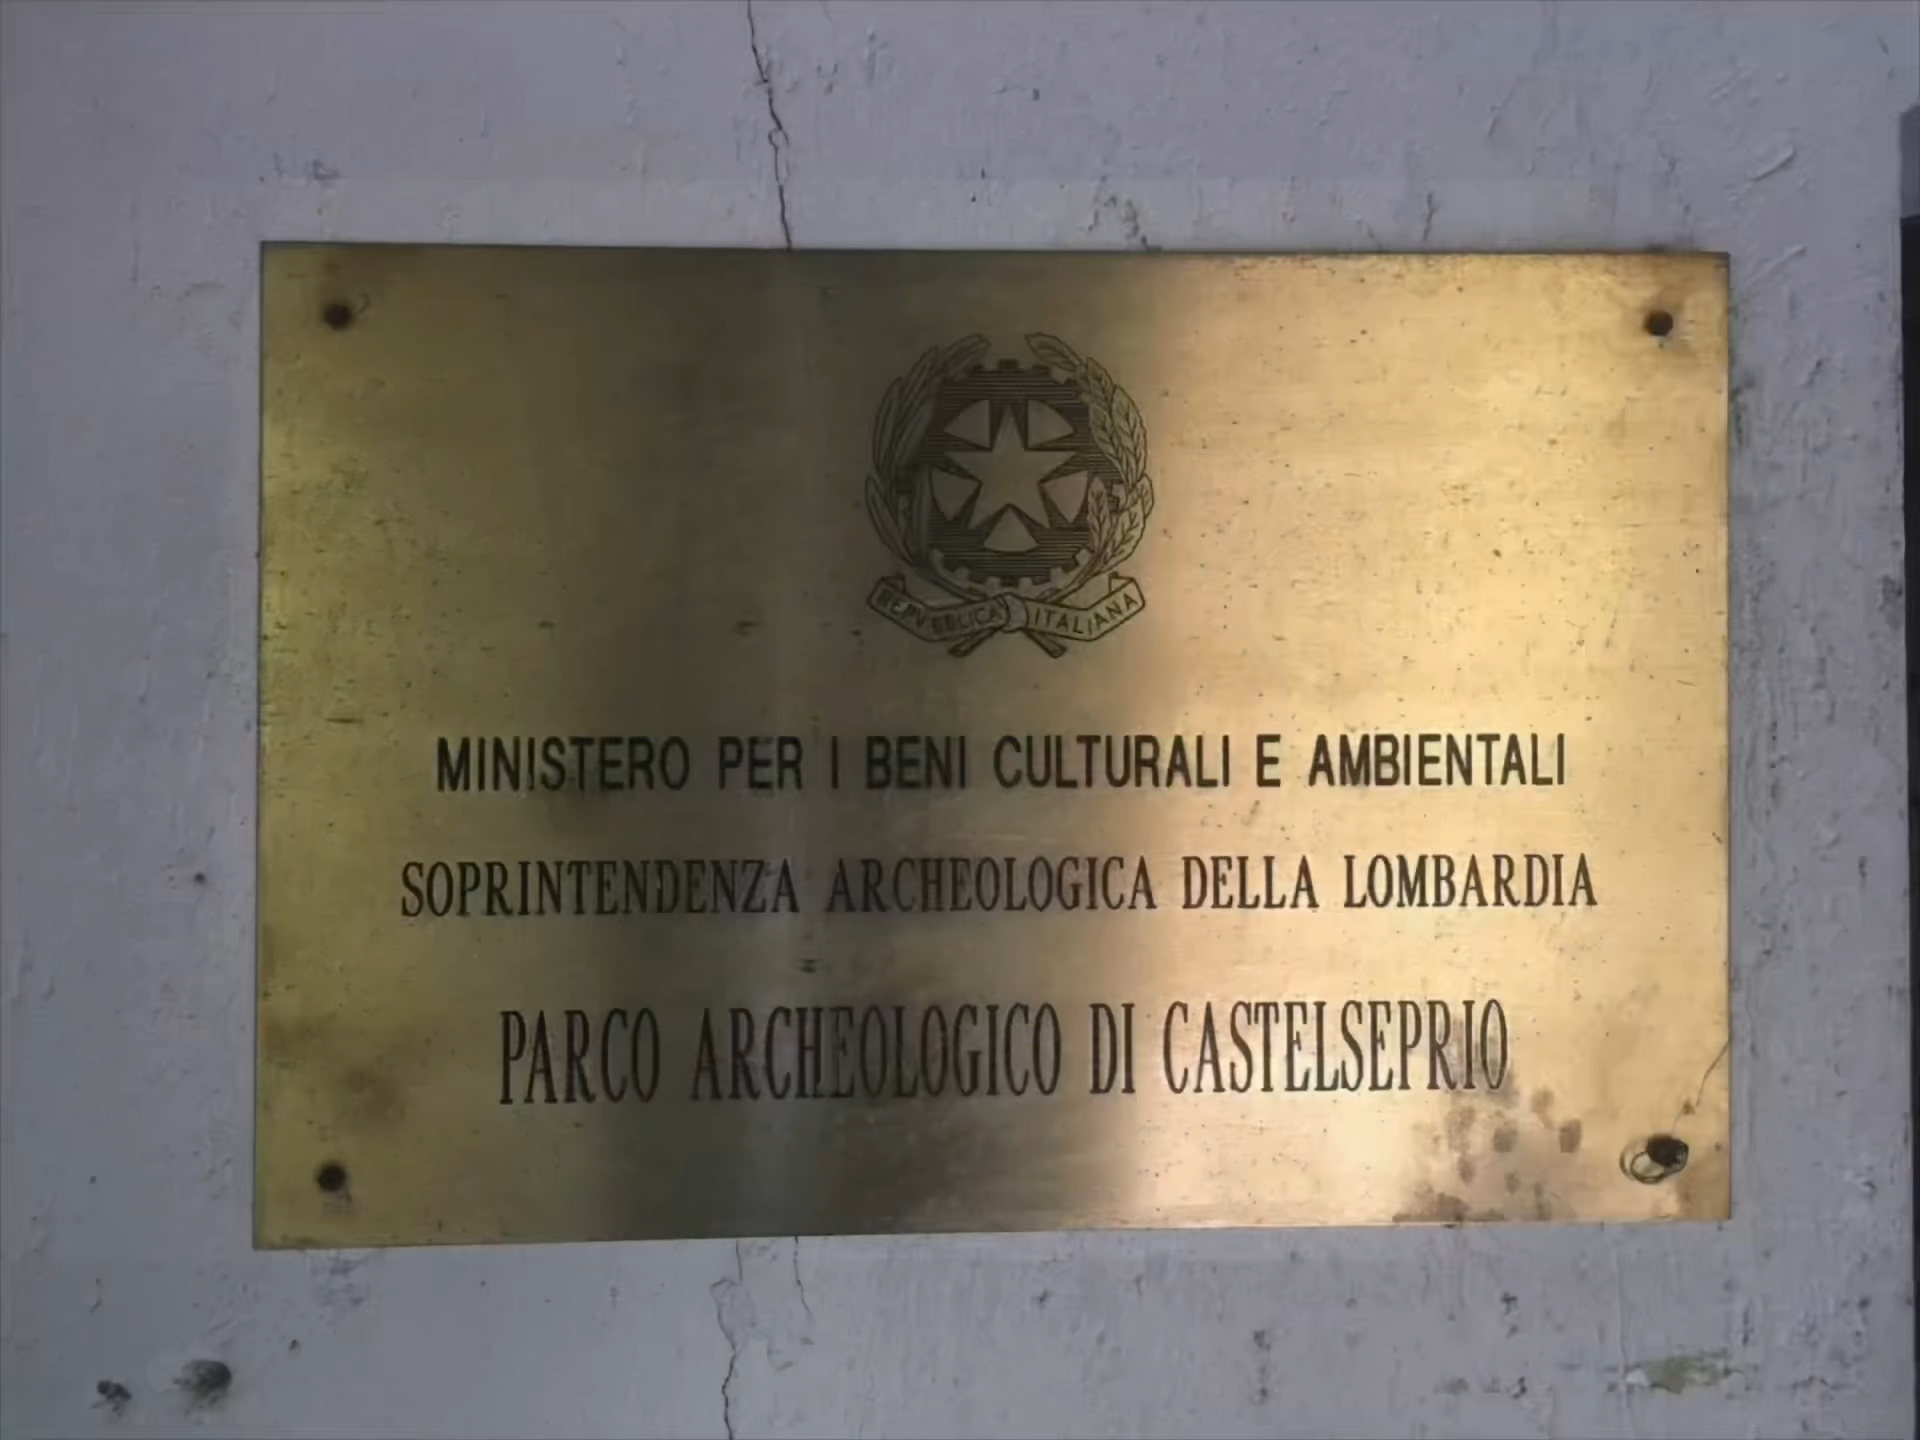 REPVBBLICA ITALIANA
MINISTERO PER I BENI CULTURALI E AMBIENTALI
SOPRINTENDENZA ARCHEOLOGICA DELLA LOMBARDIA
PARCO ARCHEOLOGICO DI CASTELSEPRIO